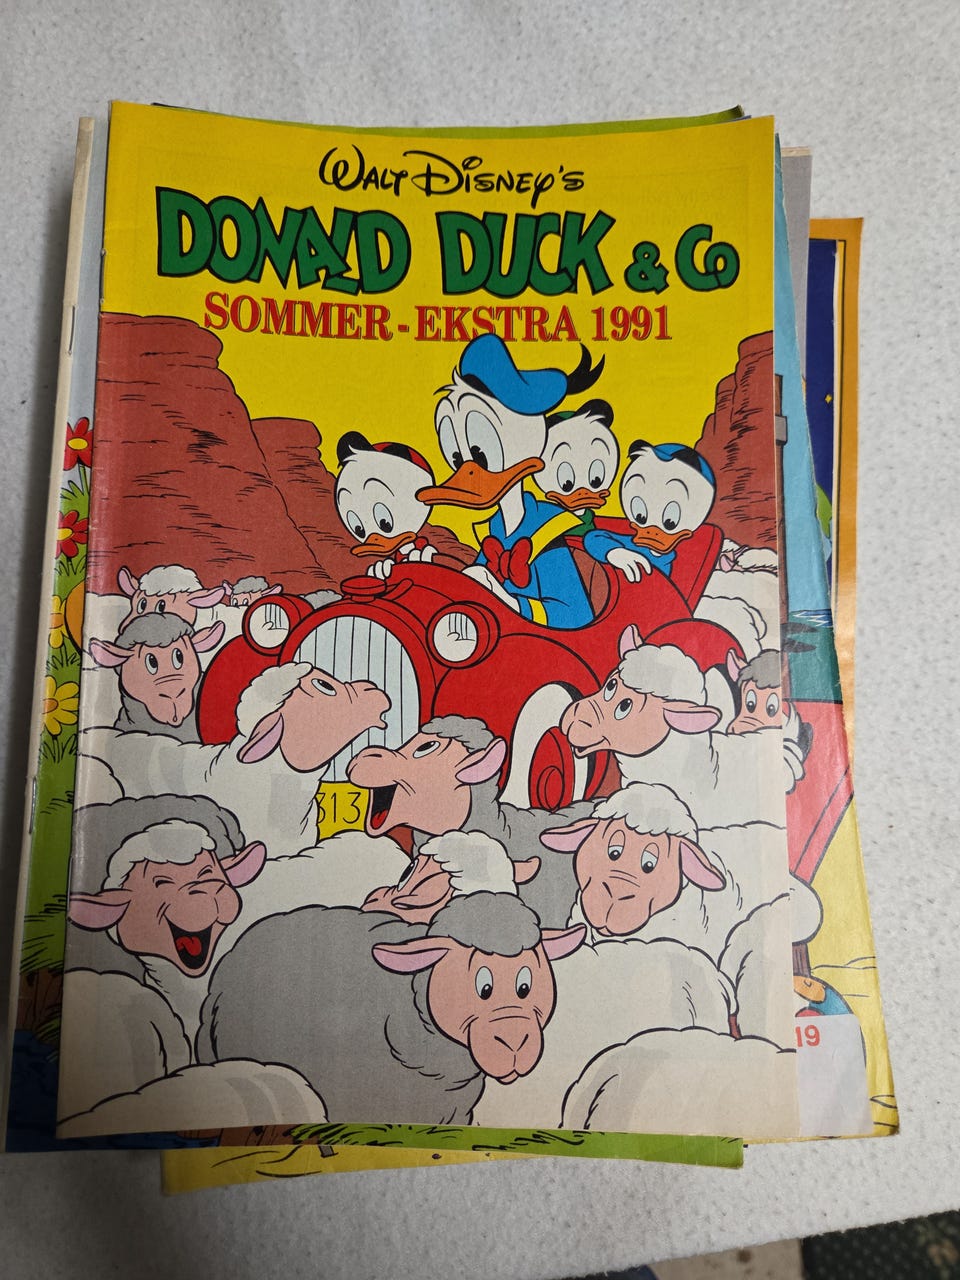 WALT DISNEY'S
DONALD DUCK & Co
SOMMER-EKSTRA 1991
313
19